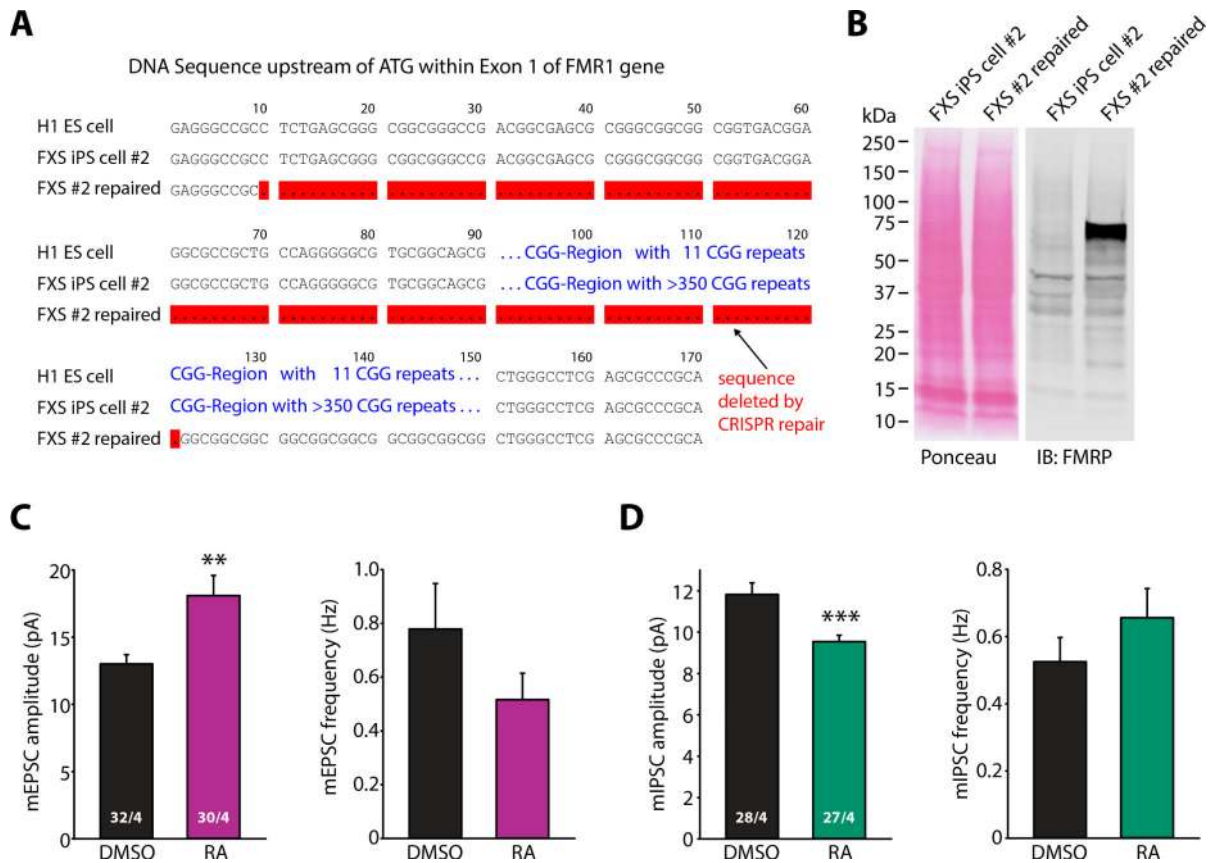 A
DNA Sequence upstream of ATG within Exon 1 of FMR1 gene
10 20 30 40 50 60
H1 ES cell GAGGGCCGCC TCTGAGCGGG CGGCGGGCCG ACGGCGAGCG CGGGCGGCGG CGGTGACGGA
FXS iPS cell #2 GAGGGCCGCC TCTGAGCGGG CGGCGGGCCG ACGGCGAGCG CGGGCGGCGG CGGTGACGGA
FXS #2 repaired GAGGGCCGC. .......... .......... .......... .......... ..........
70 80 90 100 110 120
H1 ES cell GGCGCCGCTG CCAGGGGGCG TGCGGCAGCG ...CGG-Region with 11 CGG repeats
FXS iPS cell #2 GGCGCCGCTG CCAGGGGGCG TGCGGCAGCG ...CGG-Region with >350 CGG repeats
FXS #2 repaired .......... .......... .......... .......... .......... ..........
130 140 150 160 170
H1 ES cell CGG-Region with 11 CGG repeats... CTGGGCCTCG AGCGCCCGCA
FXS iPS cell #2 CGG-Region with >350 CGG repeats... CTGGGCCTCG AGCGCCCGCA
FXS #2 repaired .GGCGGCGGC GGCGGCGGCG GCGGCGGCGG CTGGGCCTCG AGCGCCCGCA
sequence
deleted by
CRISPR repair
B
FXS iPS cell #2
FXS #2 repaired
FXS iPS cell #2
FXS #2 repaired
kDa
250
150
100
75
50
37
25
20
15
10
Ponceau IB: FMRP
C
mEPSC amplitude (pA)
20
15
10
5
0
**
32/4 30/4
DMSO RA
mEPSC frequency (Hz)
1.0
0.8
0.6
0.4
0.2
0
DMSO RA
D
mIPSC amplitude (pA)
12
9
6
3
0
***
28/4 27/4
DMSO RA
mIPSC frequency (Hz)
0.8
0.6
0.4
0.2
0
DMSO RA